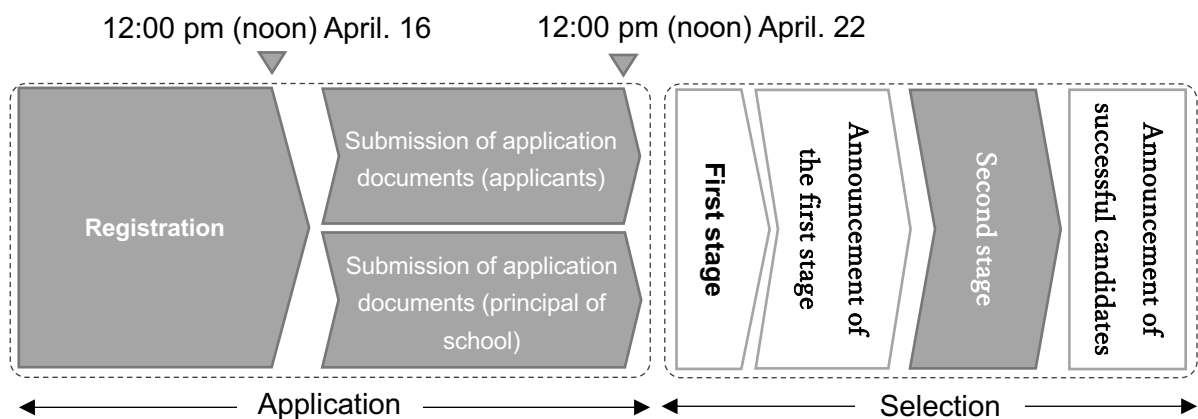 12:00 pm (noon) April. 16
12:00 pm (noon) April. 22
Registration
Submission of application
documents (applicants)
Submission of application
documents (principal of
school)
First stage
Announcement of
the first stage
Second stage
Announcement of
successful candidates
Application
Selection